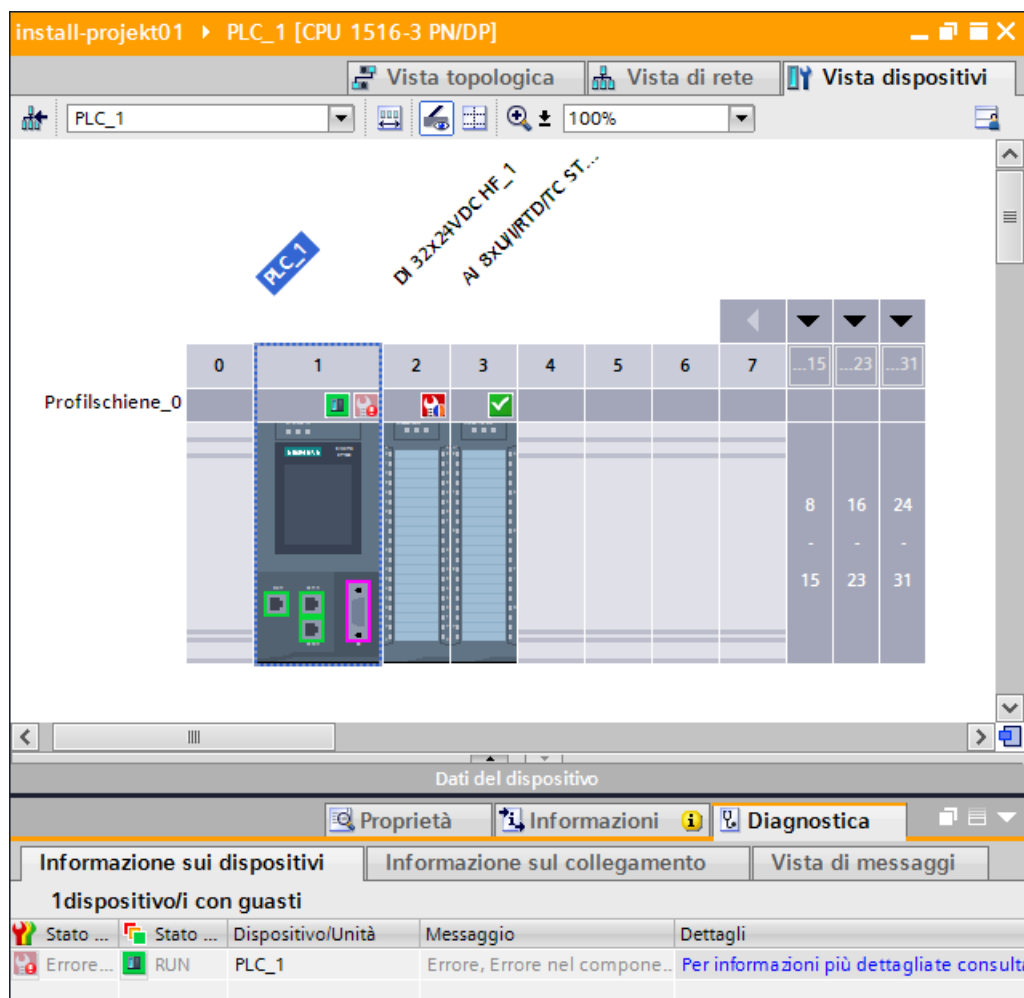 install-projekt01 ▸ PLC_1 [CPU 1516-3 PN/DP]
Vista topologica Vista di rete Vista dispositivi
PLC_1 100%
PLC_1 DI 32x24VDC HF_1 AI 8xU/I/RTD/TC ST...
0 1 2 3 4 5 6 7 ...15 ...23 ...31
Profilschiene_0
SIEMENS
8 16 24
- - -
15 23 31
Dati del dispositivo
Proprietà Informazioni Diagnostica
Informazione sui dispositivi Informazione sul collegamento Vista di messaggi
1dispositivo/i con guasti
Stato ... Stato ... Dispositivo/Unità Messaggio Dettagli
Errore... RUN PLC_1 Errore, Errore nel compone.. Per informazioni più dettagliate consulta